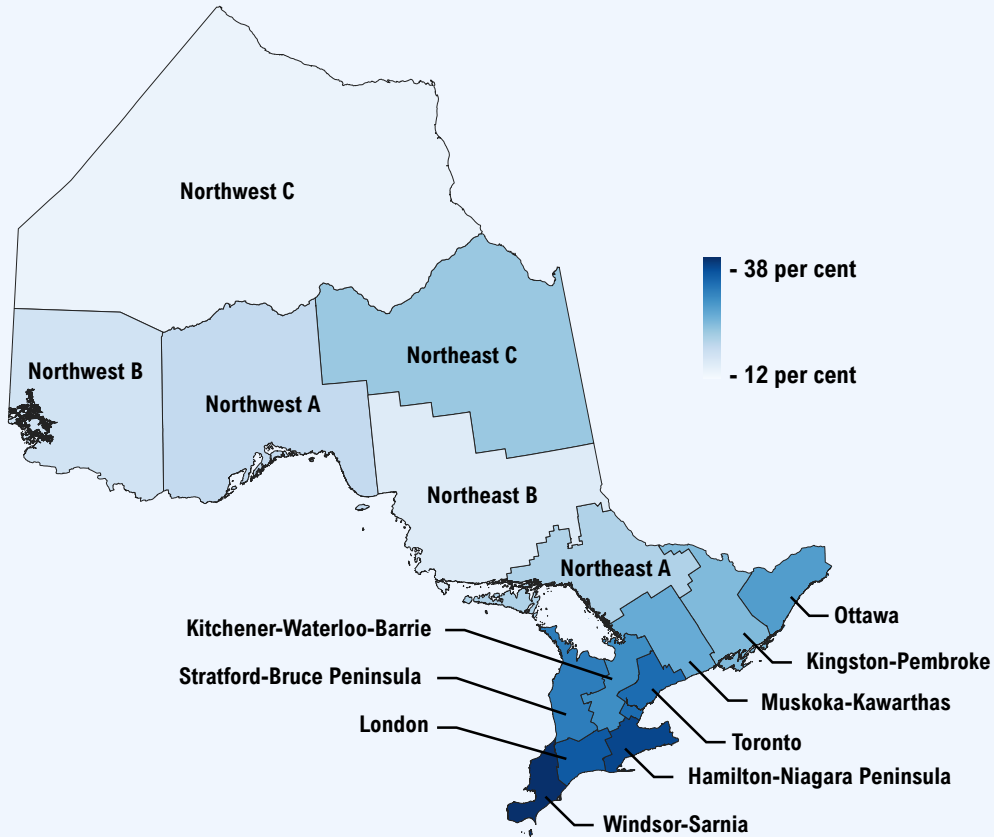 Northwest C
- 38 per cent
Northeast C
Northwest B
- 12 per cent
Northwest A
Northeast B
Northeast A
Ottawa
Kitchener-Waterloo-Barrie
Kingston-Pembroke
Stratford-Bruce Peninsula
Muskoka-Kawarthas
London
Toronto
Hamilton-Niagara Peninsula
Windsor-Sarnia